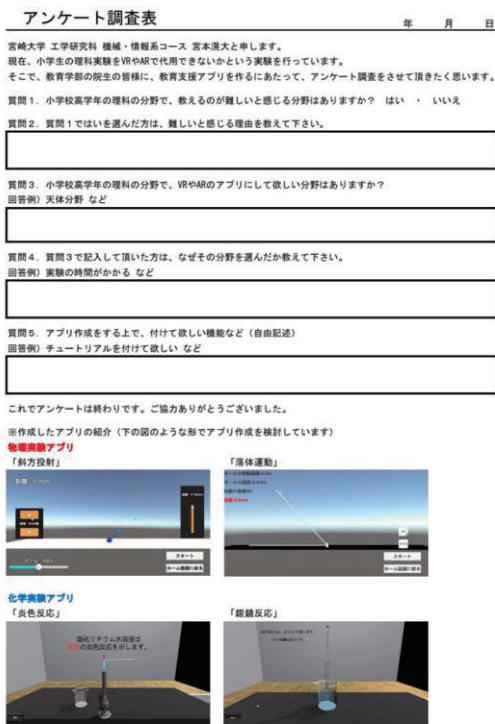 アンケート調査表
年 月 日
宮崎大学 工学研究科 機械・情報系コース 宮本滉大と申します。
現在、小学生の理科実験をVRやARで代用できないかという実験を行っています。
そこで、教育学部の院生の皆様に、教育支援アプリを作るにあたって、アンケート調査をさせて頂きたく思います。
質問１．小学校高学年の理科の分野で、教えるのが難しいと感じる分野はありますか？ はい ・ いいえ
質問２．質問１ではいを選んだ方は、難しいと感じる理由を教えて下さい。
質問３．小学校高学年の理科の分野で、VRやARのアプリにして欲しい分野はありますか？
回答例）天体分野 など
質問４．質問３で記入して頂いた方は、なぜその分野を選んだか教えて下さい。
回答例）実験の時間がかかる など
質問５．アプリ作成をする上で、付けて欲しい機能など（自由記述）
回答例）チュートリアルを付けて欲しい など
これでアンケートは終わりです。ご協力ありがとうございました。
※作成したアプリの紹介（下の図のような形でアプリ作成を検討しています）
物理実験アプリ
「斜方投射」
「落体運動」
スタート
ホーム画面に戻る
スタート
ホーム画面に戻る
化学実験アプリ
「炎色反応」
「銀鏡反応」
塩化リチウム水溶液は
の炎色反応を示します。